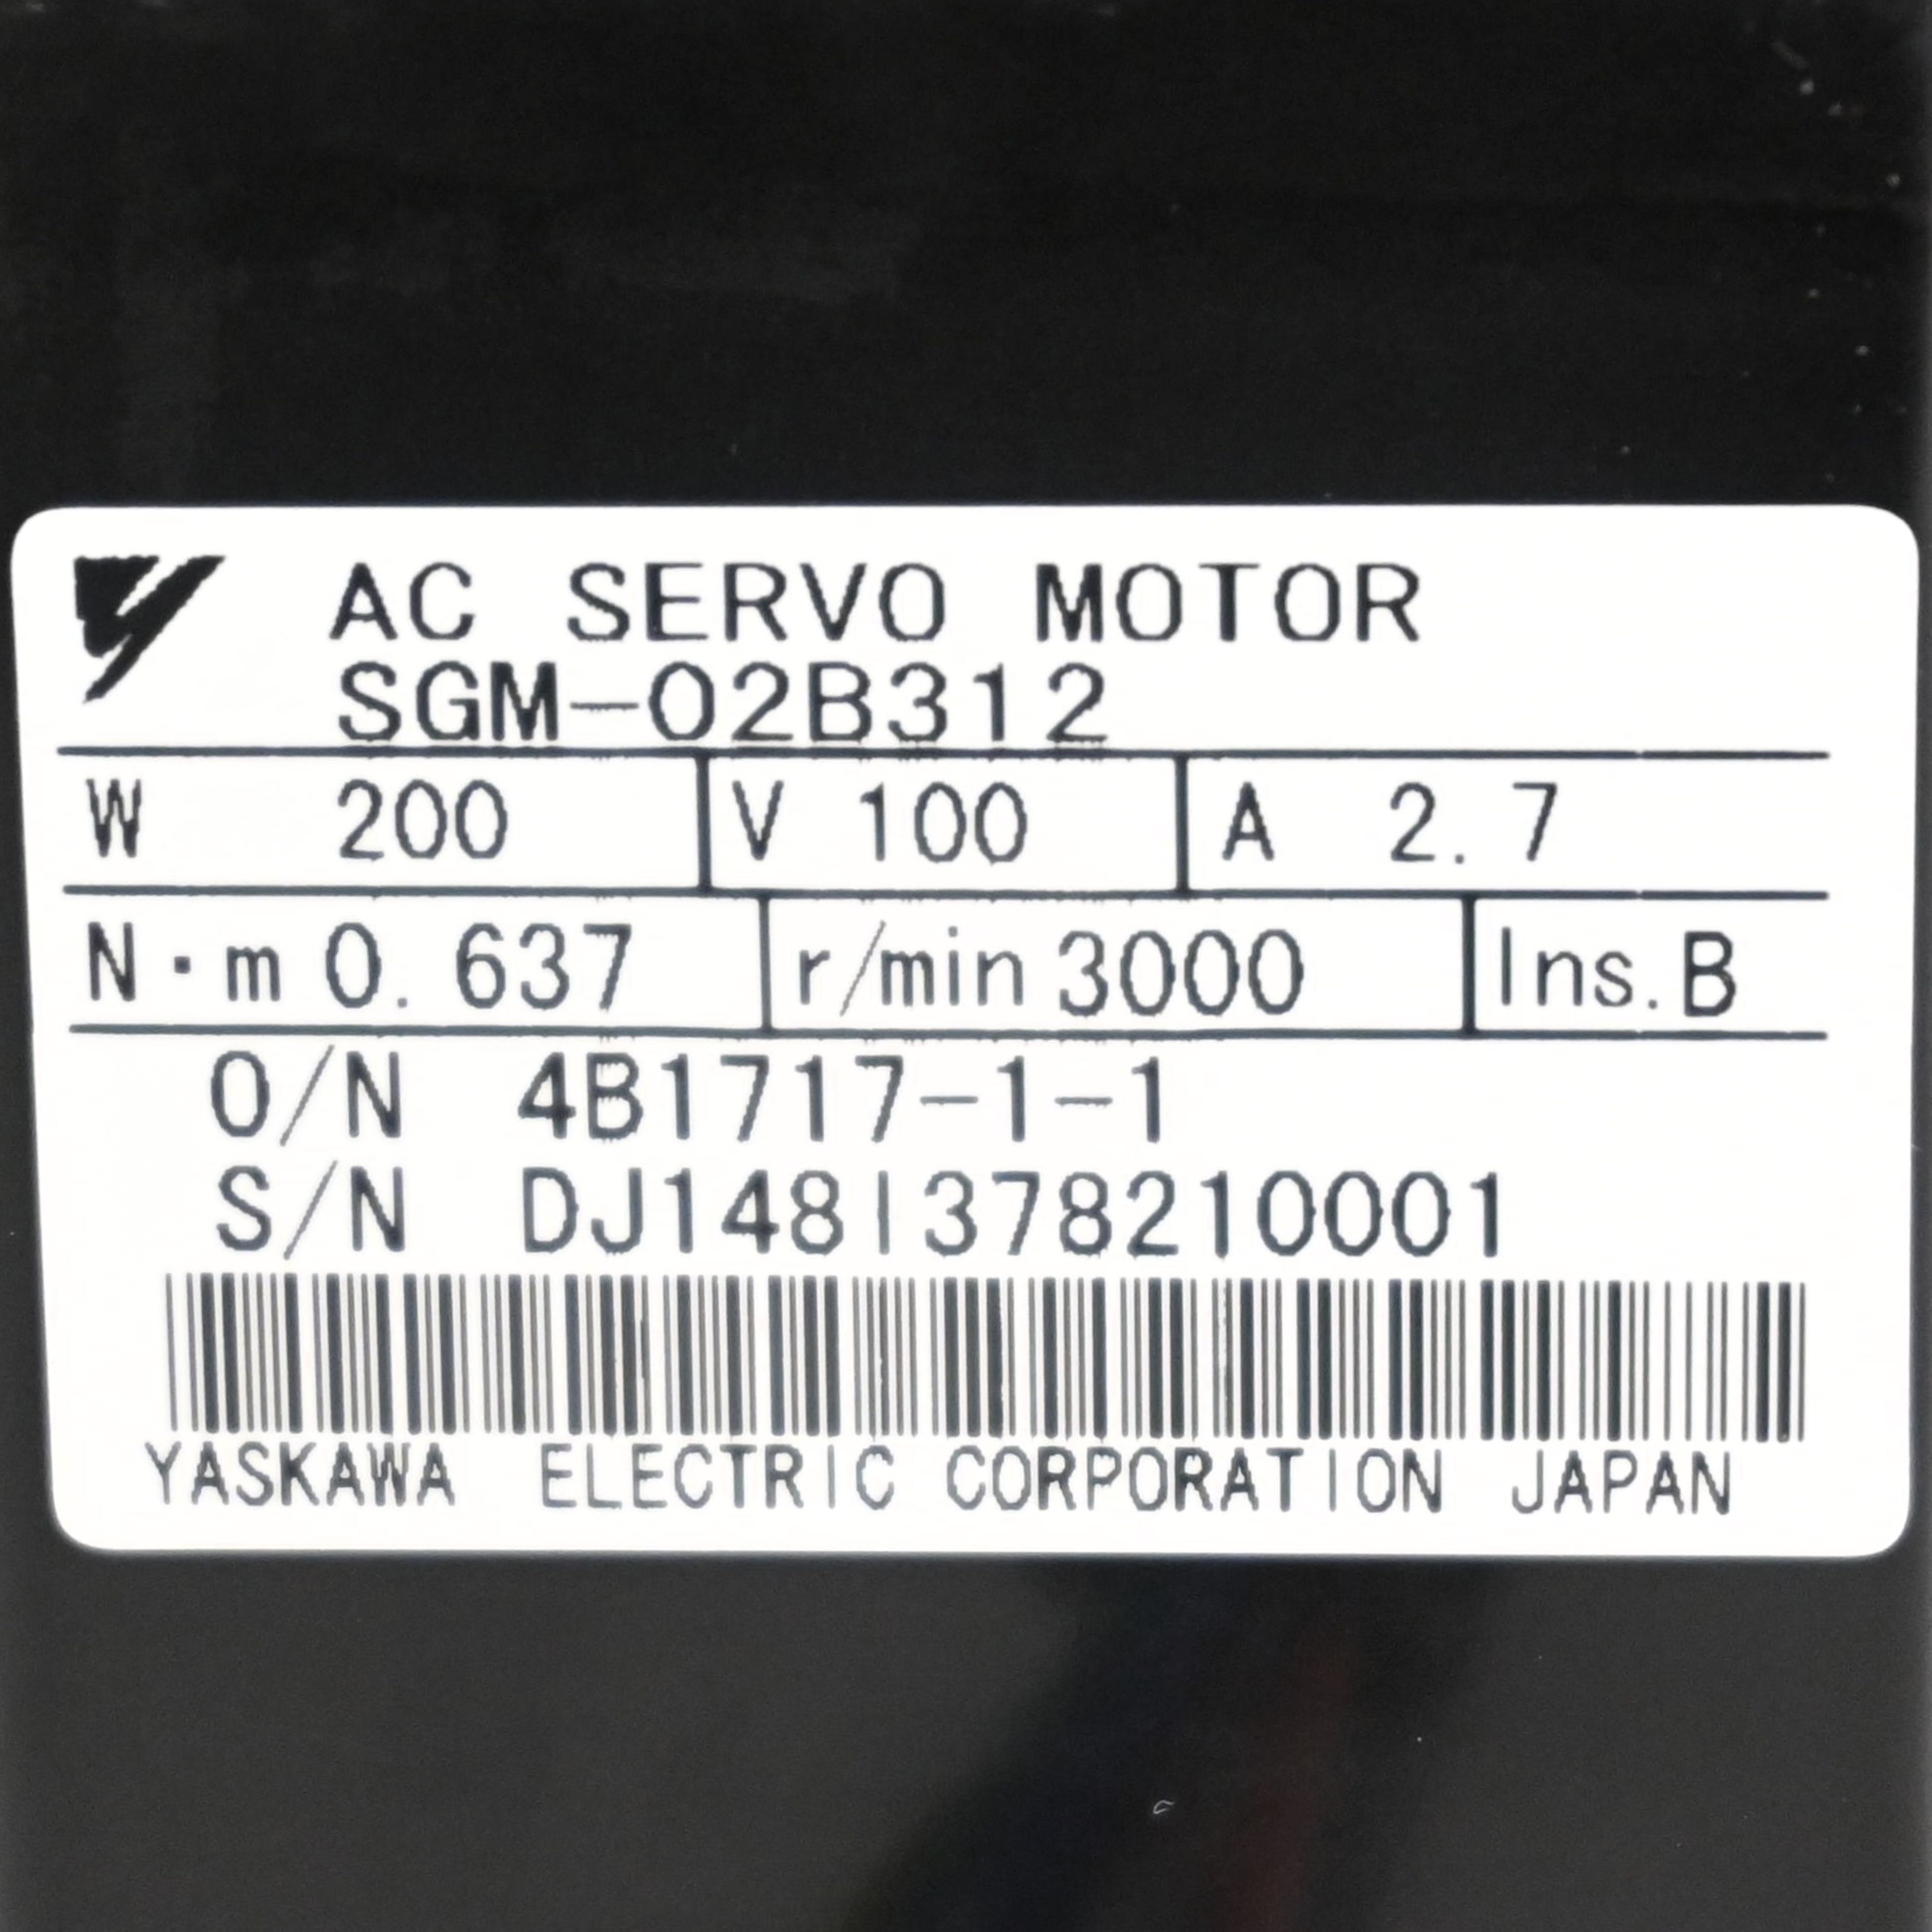 AC SERVO MOTOR
SGM-02B312
W 200 V 100 A 2.7
N·m 0.637 r/min 3000 Ins.B
O/N 4B1717-1-1
S/N DJ148I378210001
YASKAWA ELECTRIC CORPORATION JAPAN